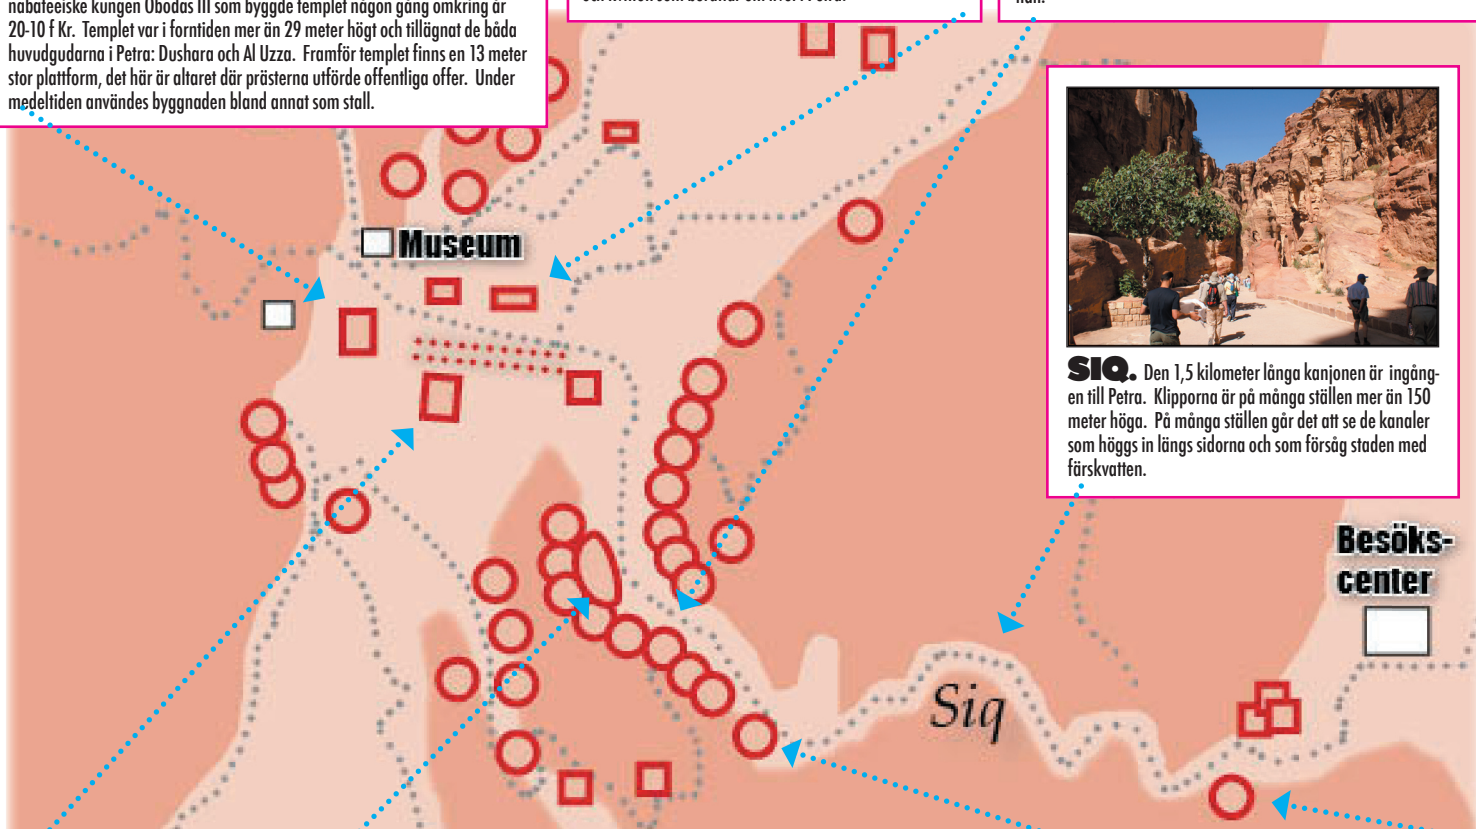 nabateeiske kungen Obodas III som byggde templet någon gång omkring år
20-10 f Kr. Templet var i forntiden mer än 29 meter högt och tillägnat de båda
huvudgudarna i Petra: Dushara och Al Uzza. Framför templet finns en 13 meter
stor plattform, det här är altaret där prästerna utförde offentliga offer. Under
medeltiden användes byggnaden bland annat som stall.
Museum
SIQ. Den 1,5 kilometer långa kanjonen är ingång-
en till Petra. Klipporna är på många ställen mer än 150
meter höga. På många ställen går det att se de kanaler
som höggs in längs sidorna och som försåg staden med
färskvatten.
Besöks-
center
Siq